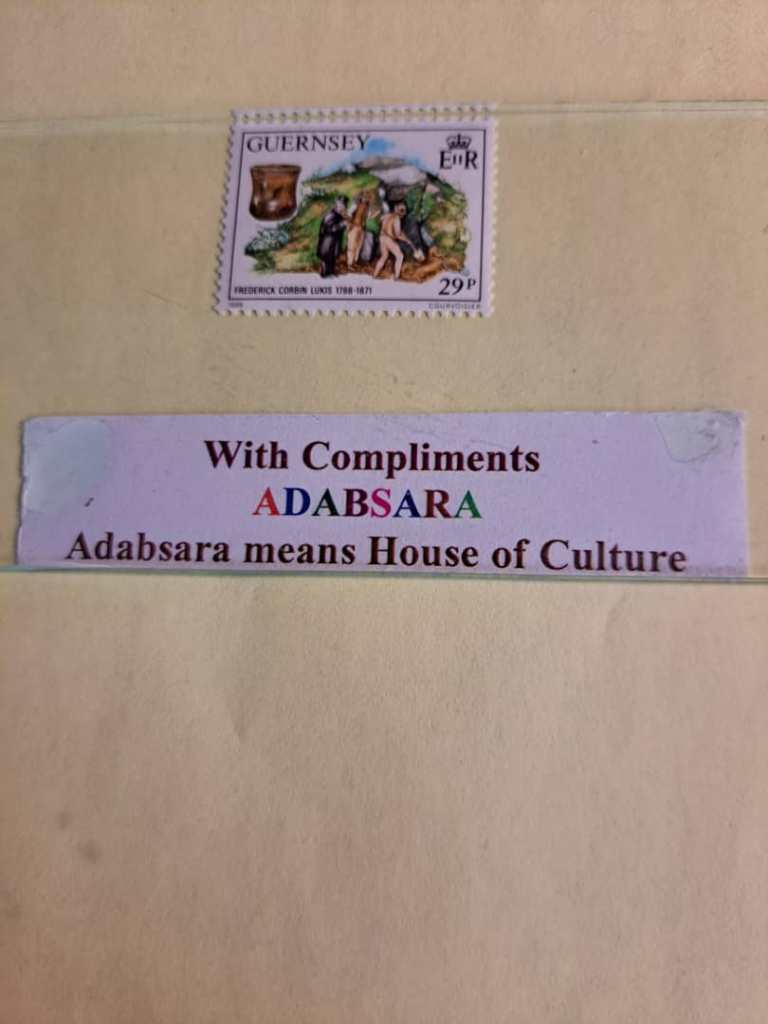 GUERNSEY
EIIR
FREDERICK CORBIN LUKIS 1788-1871
29P
COURVOISIER
With Compliments
ADABSARA
Adabsara means House of Culture